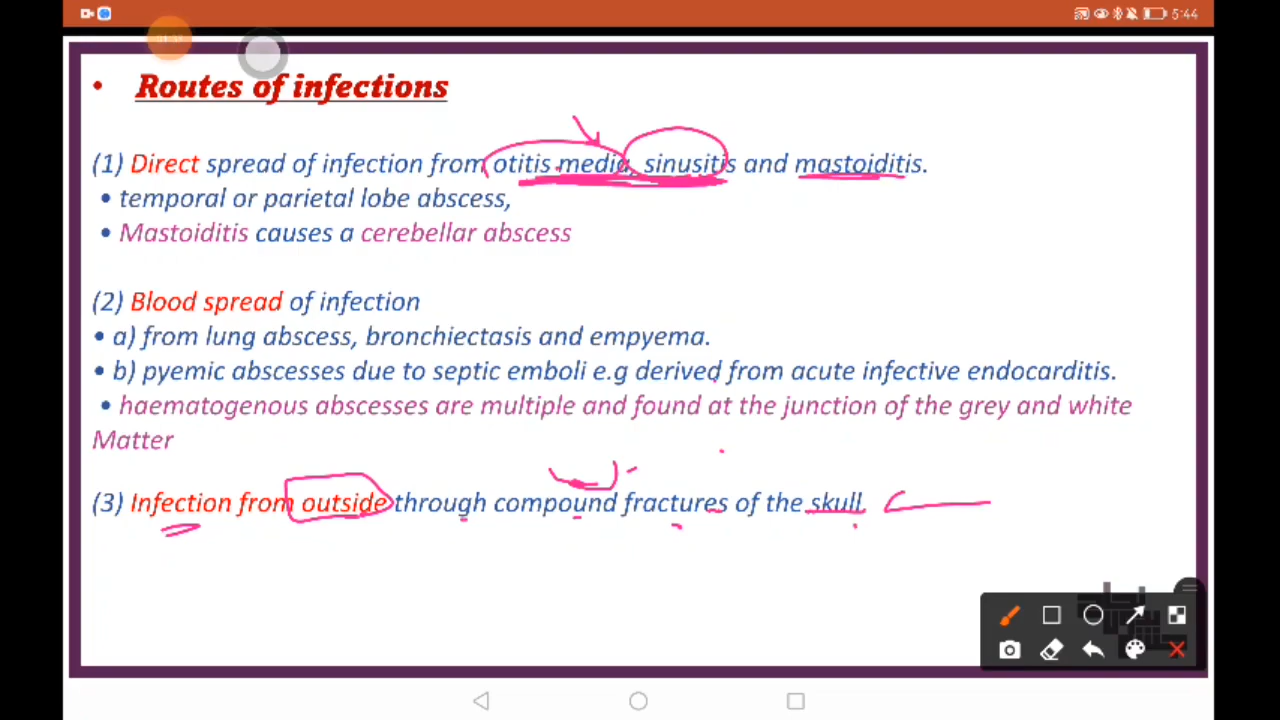 5:44
• Routes of infections
(1) Direct spread of infection from otitis media, sinusitis and mastoiditis.
• temporal or parietal lobe abscess,
• Mastoiditis causes a cerebellar abscess
(2) Blood spread of infection
• a) from lung abscess, bronchiectasis and empyema.
• b) pyemic abscesses due to septic emboli e.g derived from acute infective endocarditis.
• haematogenous abscesses are multiple and found at the junction of the grey and white
Matter
(3) Infection from outside through compound fractures of the skull.